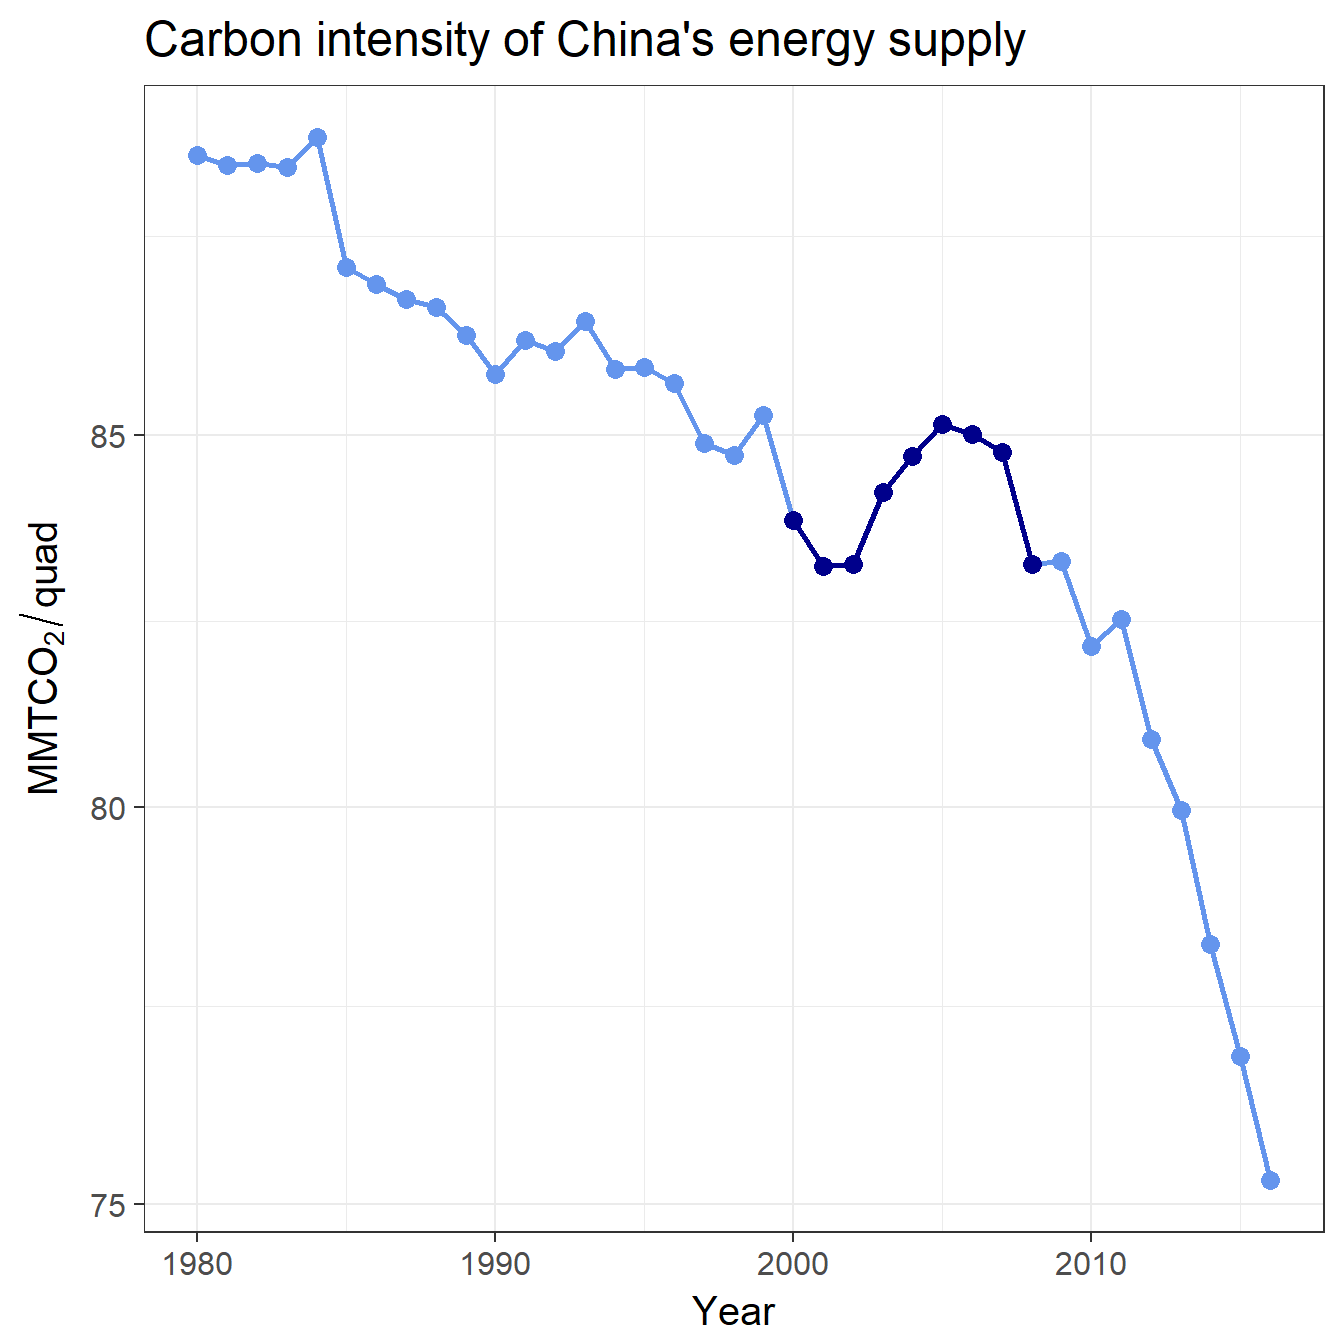 Carbon intensity of China's energy supply
MMTCO₂/quad
85
80
75
1980 1990 2000 2010
Year